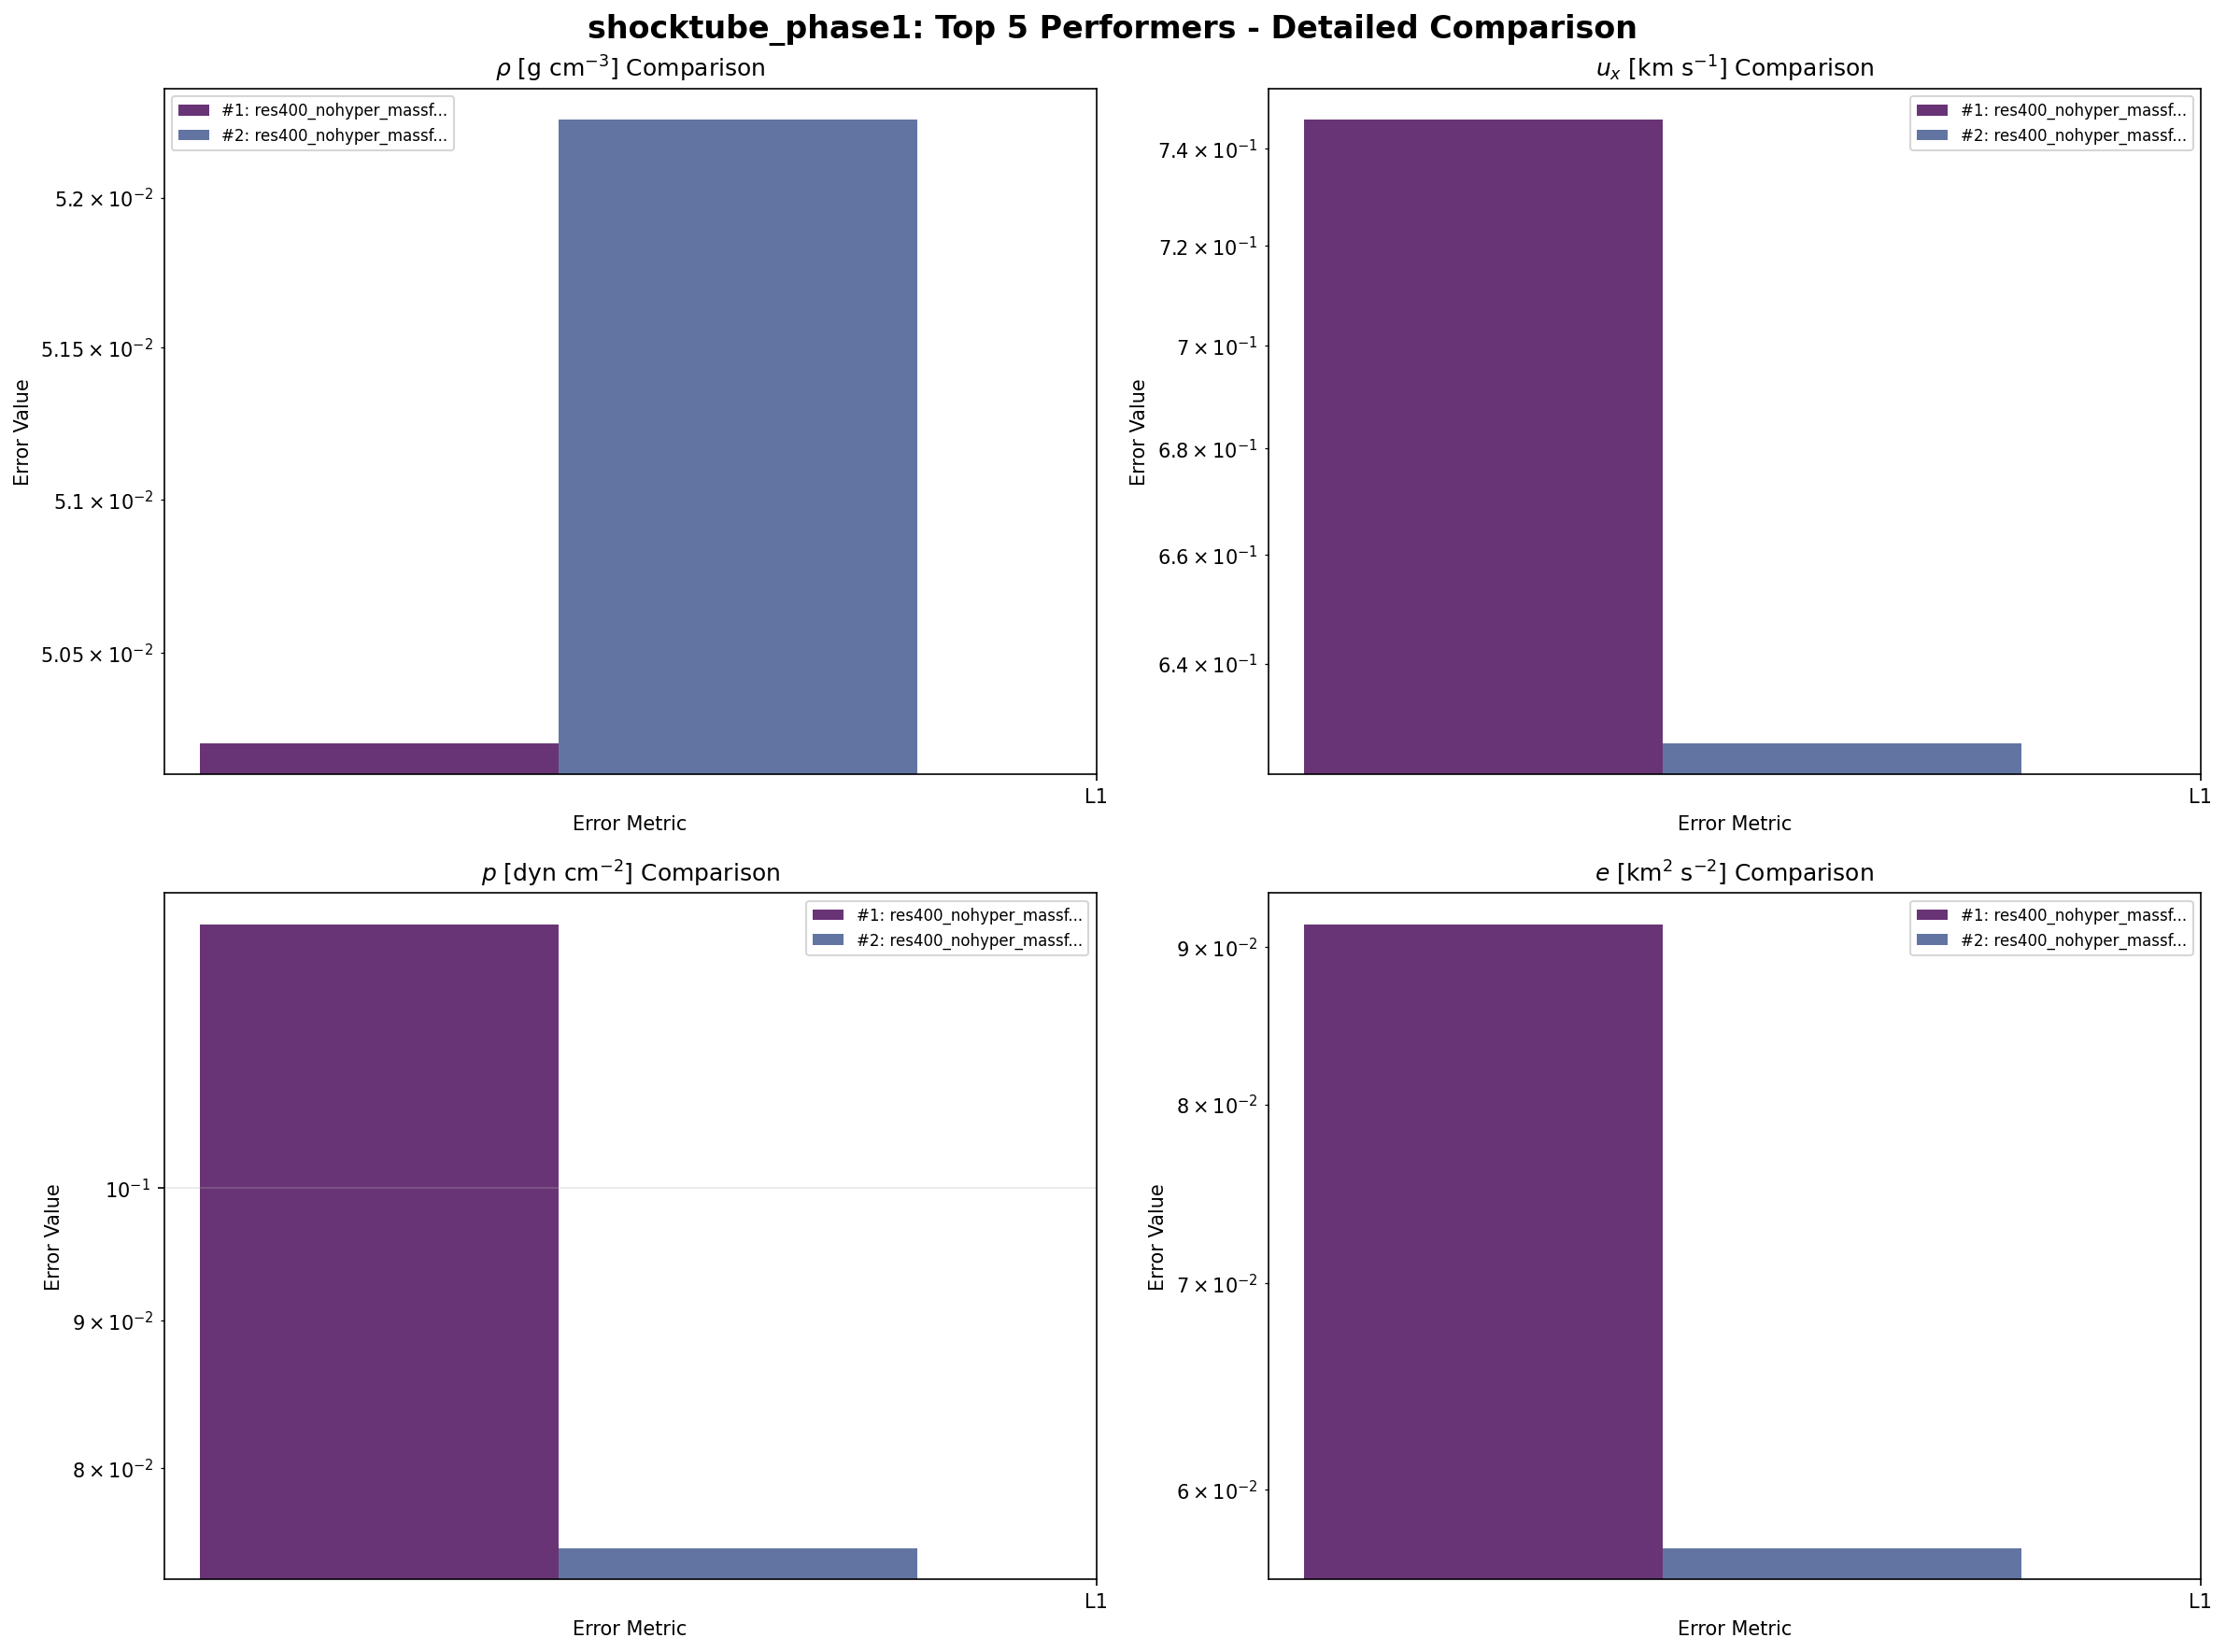 shocktube_phase1: Top 5 Performers - Detailed Comparison
ρ [g cm⁻³] Comparison
#1: res400_nohyper_massf...
#2: res400_nohyper_massf...
5.2 × 10⁻²
5.15 × 10⁻²
5.1 × 10⁻²
5.05 × 10⁻²
Error Value
L1
Error Metric
uₓ [km s⁻¹] Comparison
#1: res400_nohyper_massf...
#2: res400_nohyper_massf...
7.4 × 10⁻¹
7.2 × 10⁻¹
7 × 10⁻¹
6.8 × 10⁻¹
6.6 × 10⁻¹
6.4 × 10⁻¹
Error Value
L1
Error Metric
p [dyn cm⁻²] Comparison
#1: res400_nohyper_massf...
#2: res400_nohyper_massf...
10⁻¹
9 × 10⁻²
8 × 10⁻²
Error Value
L1
Error Metric
e [km² s⁻²] Comparison
#1: res400_nohyper_massf...
#2: res400_nohyper_massf...
9 × 10⁻²
8 × 10⁻²
7 × 10⁻²
6 × 10⁻²
Error Value
L1
Error Metric